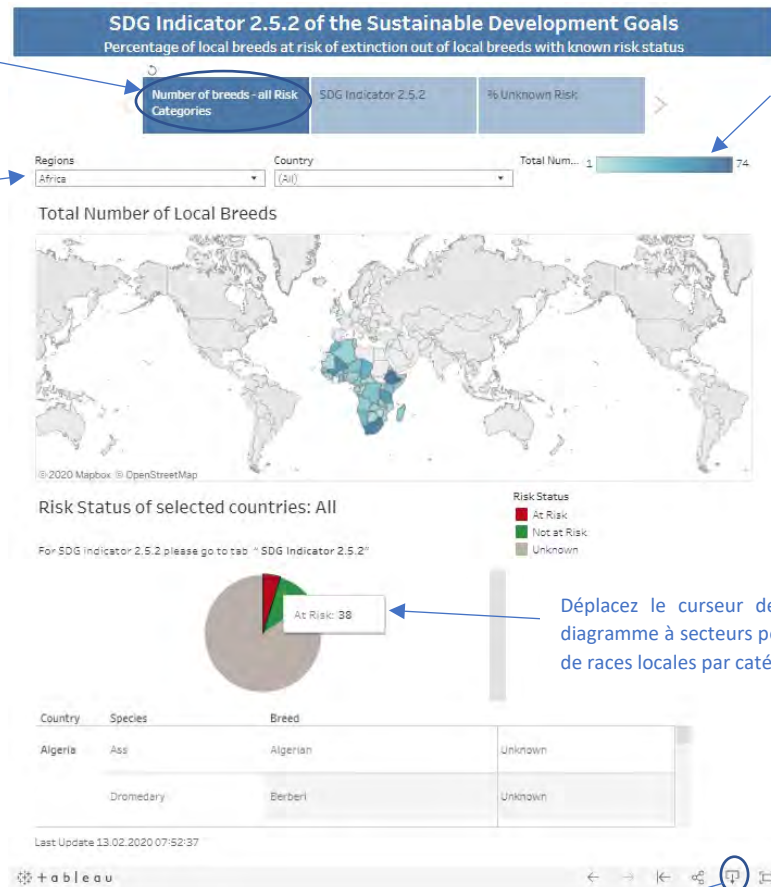 SDG Indicator 2.5.2 of the Sustainable Development Goals
Percentage of local breeds at risk of extinction out of local breeds with known risk status
Number of breeds - all Risk
Categories
SDG Indicator 2.5.2
% Unknown Risk
Regions
Country
Total Num...
1
74
Africa
(All)
Total Number of Local Breeds
© 2020 Mapbox © OpenStreetMap
Risk Status of selected countries: All
Risk Status
At Risk
Not at Risk
Unknown
For SDG Indicator 2.5.2 please go to tab " SDG Indicator 2.5.2"
At Risk: 38
Déplacez le curseur de
diagramme à secteurs po
de races locales par caté
Country Species Breed
Algeria Ass Algerian Unknown
Dromedary Berberi Unknown
Last Update 13.02.2020 07:52:37
+ a b l e a u